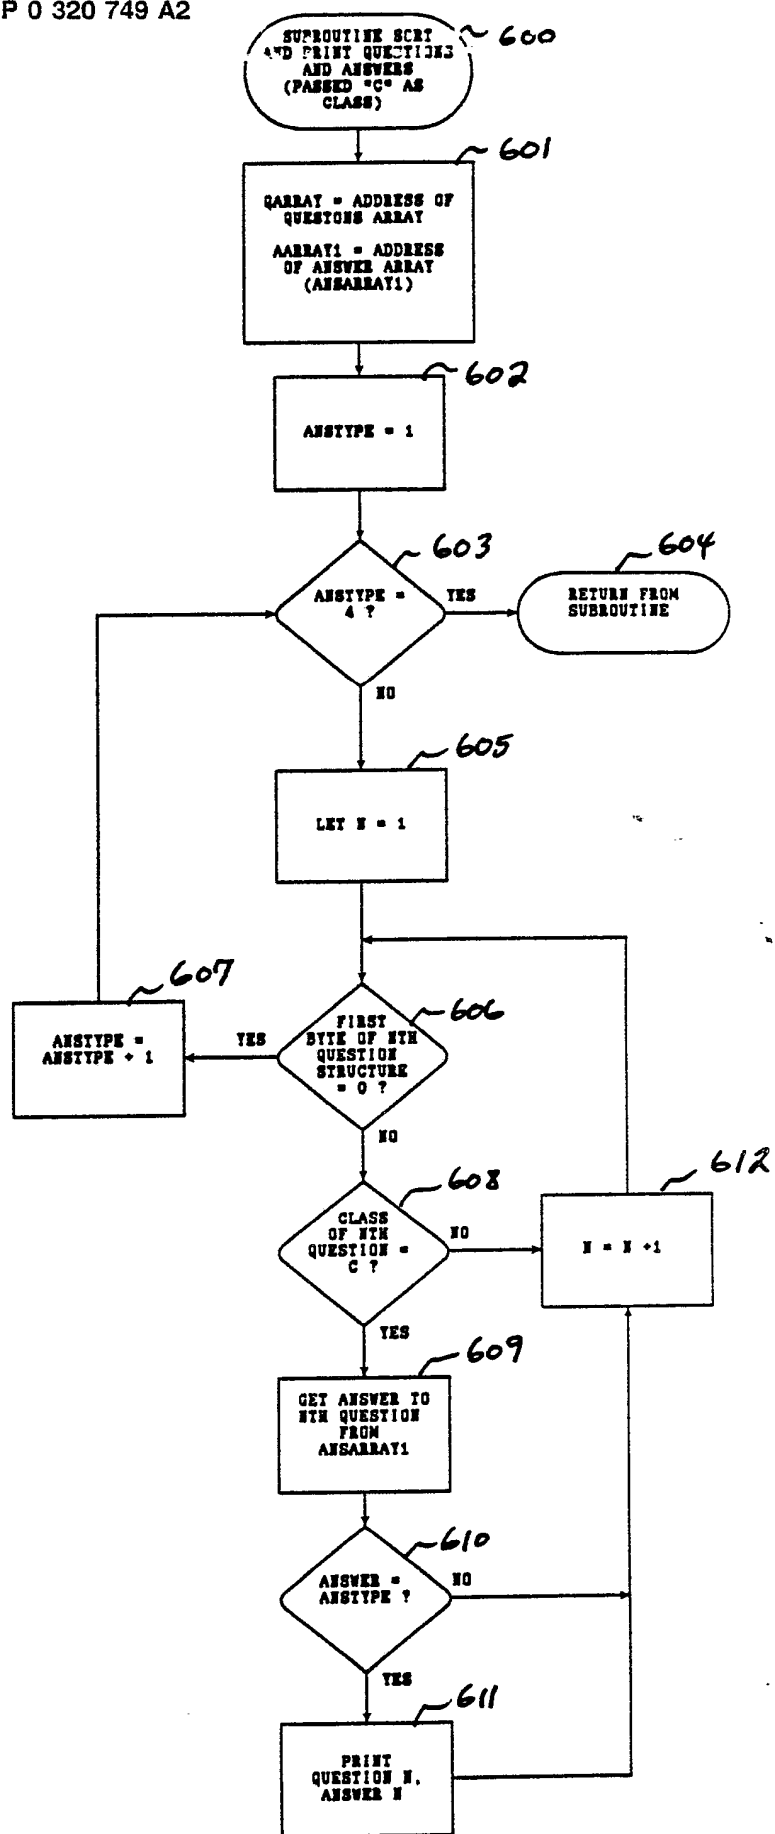 P 0 320 749 A2
SUBROUTINE SORT
AND PRINT QUESTIONS
AND ANSWERS
(PASSED "C" AS
CLASS)
600
601
QARRAY = ADDRESS OF
QUESTONS ARRAY
AARRAY1 = ADDRESS
OF ANSWER ARRAY
(ANSARRAY1)
602
ANSTYPE = 1
603
ANSTYPE =
4 ?
YES
604
RETURN FROM
SUBROUTINE
NO
605
LET N = 1
607
ANSTYPE =
ANSTYPE + 1
YES
606
FIRST
BYTE OF NTH
QUESTION
STRUCTURE
= 0 ?
NO
608
CLASS
OF NTH
QUESTION =
C ?
NO
612
N = N +1
YES
609
GET ANSWER TO
NTH QUESTION
FROM
ANSARRAY1
610
ANSWER =
ANSTYPE ?
NO
YES
611
PRINT
QUESTION N,
ANSWER N